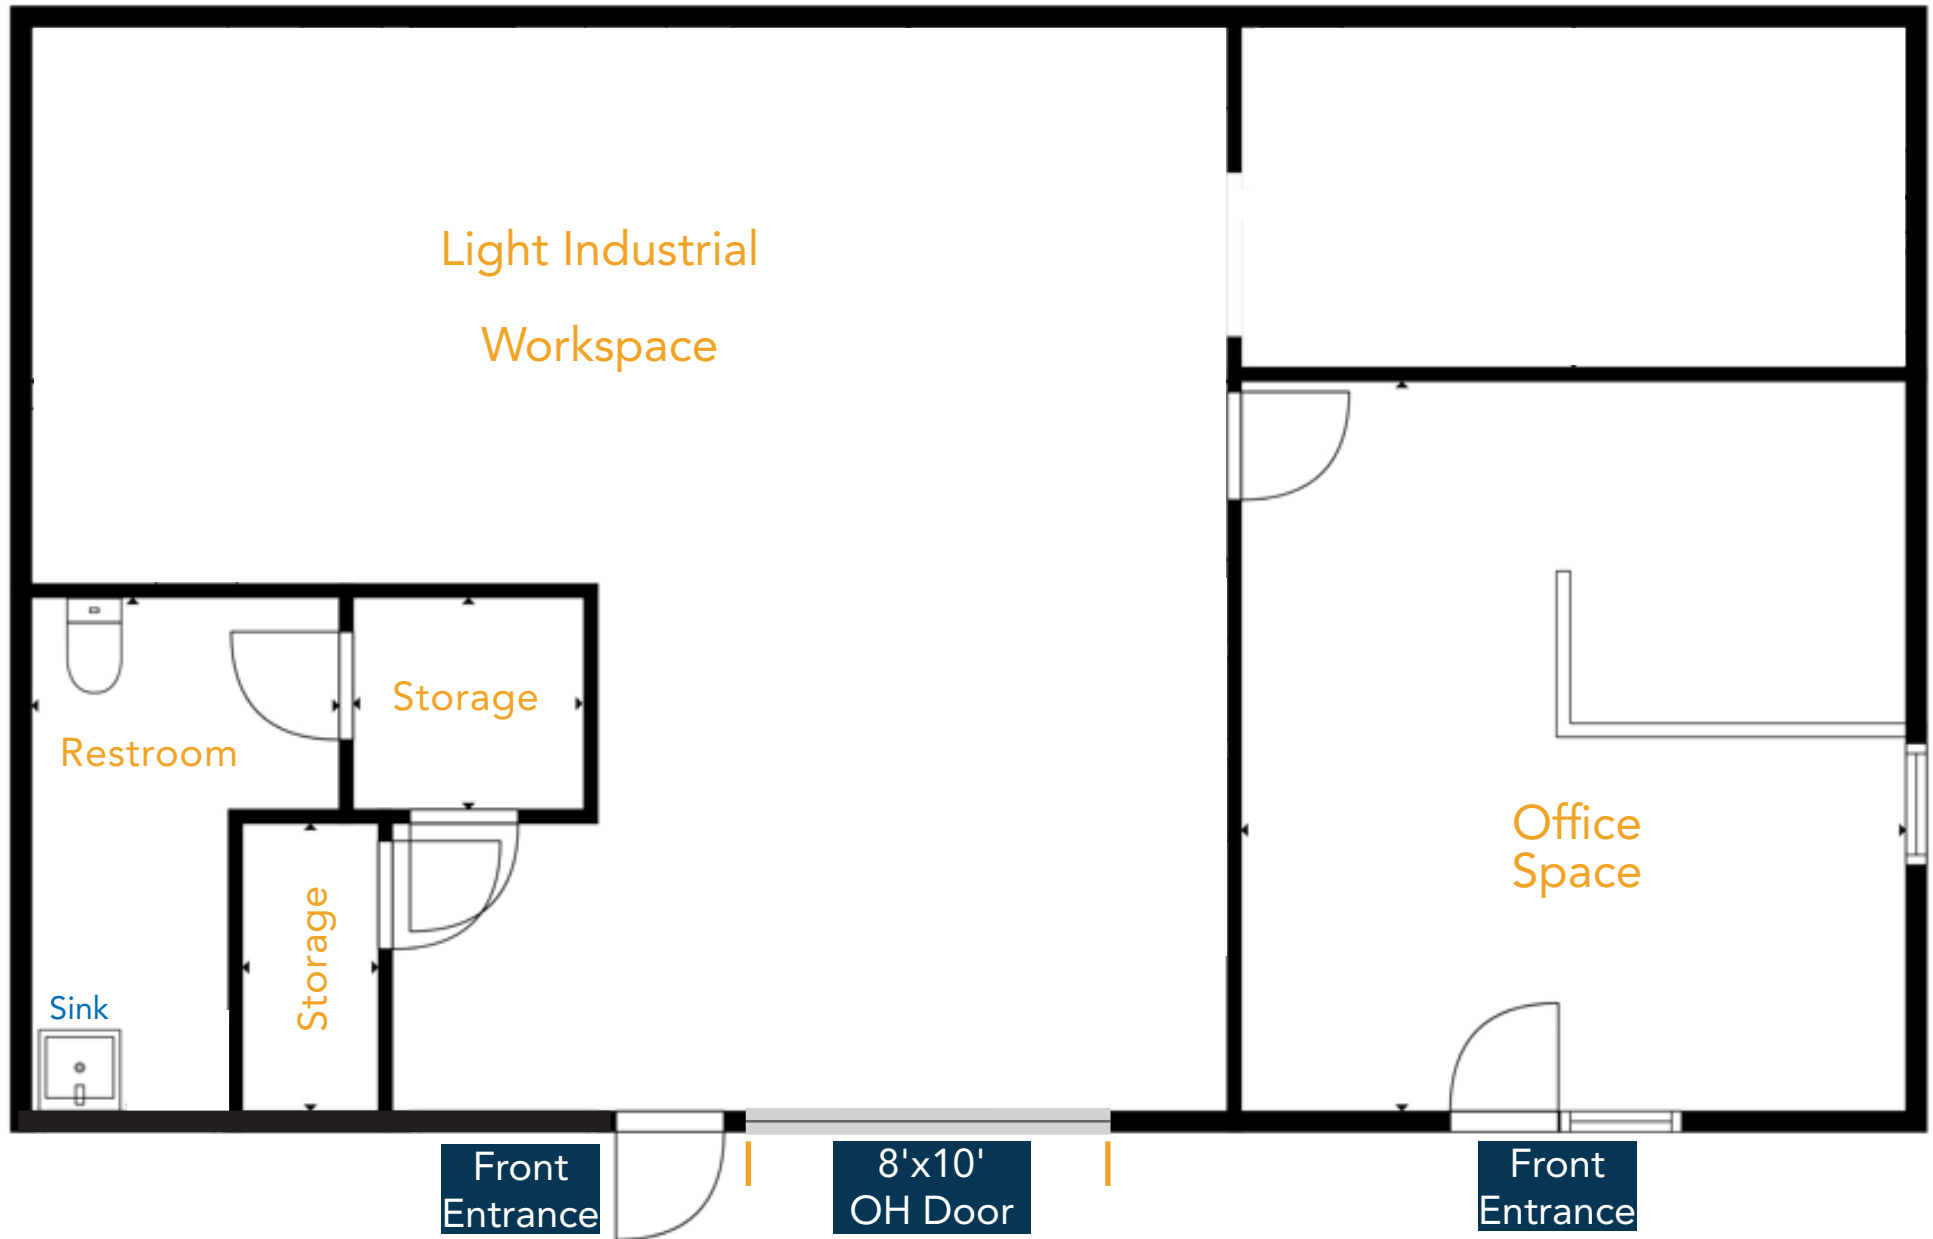 Light Industrial
Workspace
Storage
Restroom
Office
Space
Storage
Sink
Front
Entrance
8'x10'
OH Door
Front
Entrance